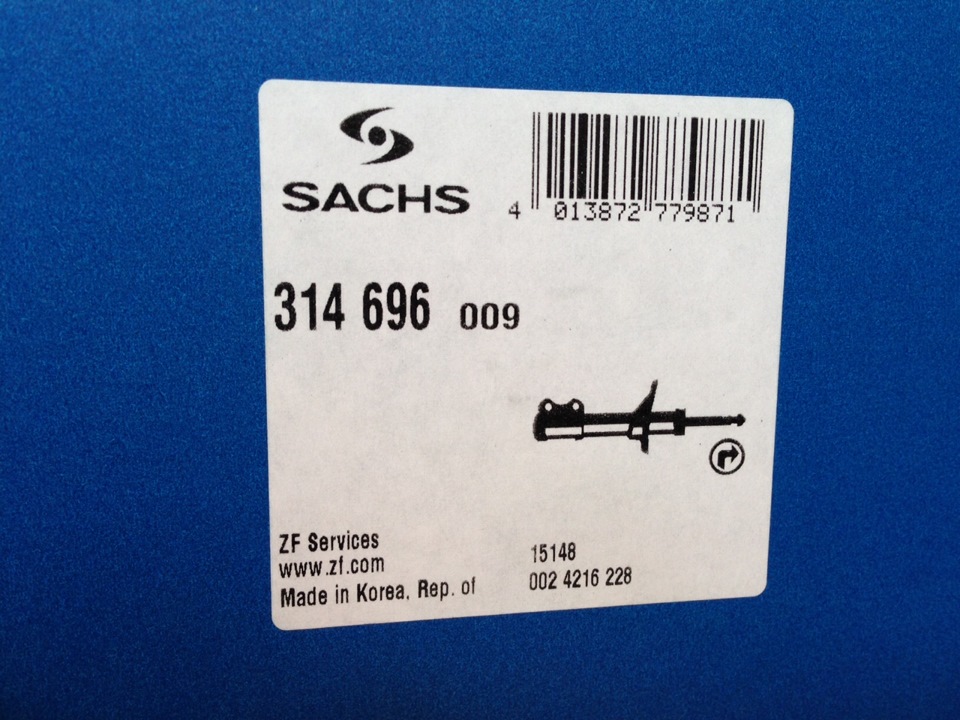 SACHS
4 013872 779871
314 696 009
ZF Services
www.zf.com
Made in Korea, Rep. of
15148
002 4216 228